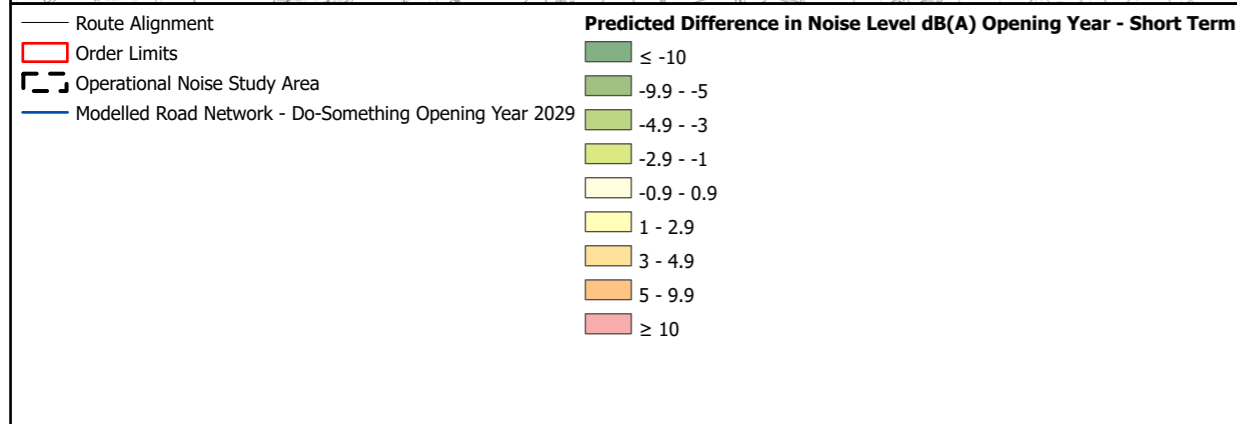 Route Alignment
Order Limits
Operational Noise Study Area
Modelled Road Network - Do-Something Opening Year 2029
Predicted Difference in Noise Level dB(A) Opening Year - Short Term
≤ -10
-9.9 - -5
-4.9 - -3
-2.9 - -1
-0.9 - 0.9
1 - 2.9
3 - 4.9
5 - 9.9
≥ 10